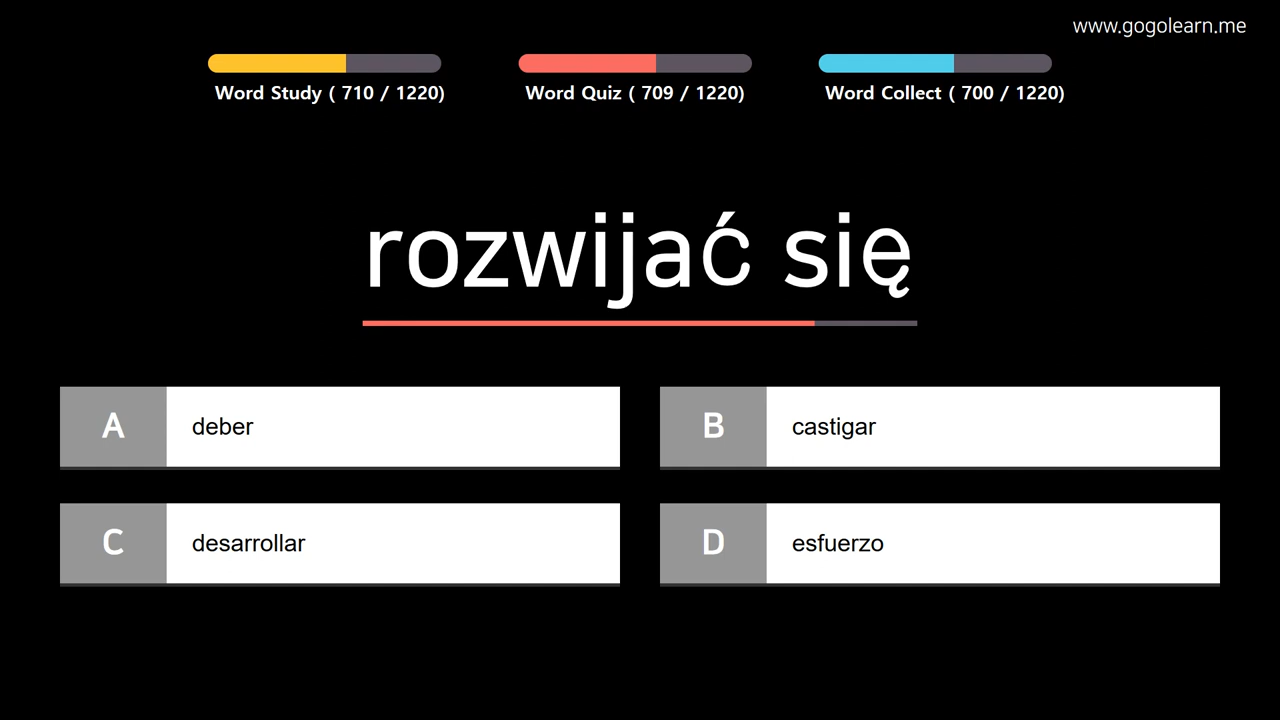 www.gogolearn.me
Word Study ( 710 / 1220)
Word Quiz ( 709 / 1220)
Word Collect ( 700 / 1220)
rozwijać się
A deber
B castigar
C desarrollar
D esfuerzo